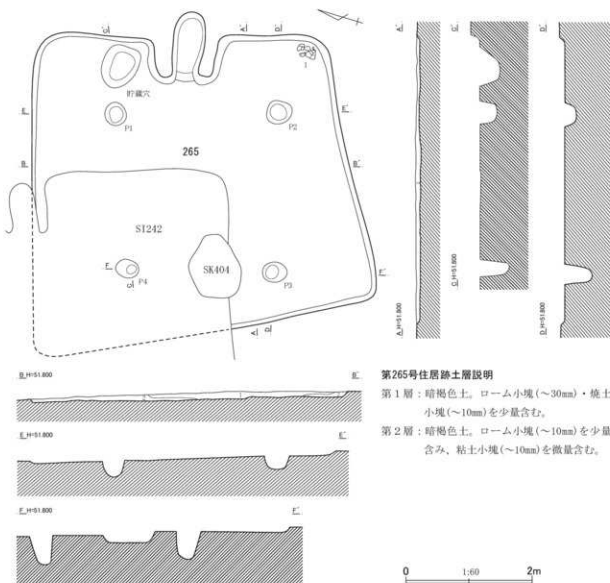 C'
A'
D'
1
貯蔵穴
E
P1
P2
E'
265
B
B'
SI242
F
P4
C
SK404
P3
F'
A
D
A'
C'
D'
A H=51.800
C H=51.800
D H=51.800
B H=51.800
B'
E H=51.800
E'
F H=51.800
F'
第265号住居跡土層説明
第1層：暗褐色土。ローム小塊(～30mm)・焼土
小塊(～10mm)を少量含む。
第2層：暗褐色土。ローム小塊(～10mm)を少量
含み、粘土小塊(～10mm)を微量含む。
0 1:60 2m